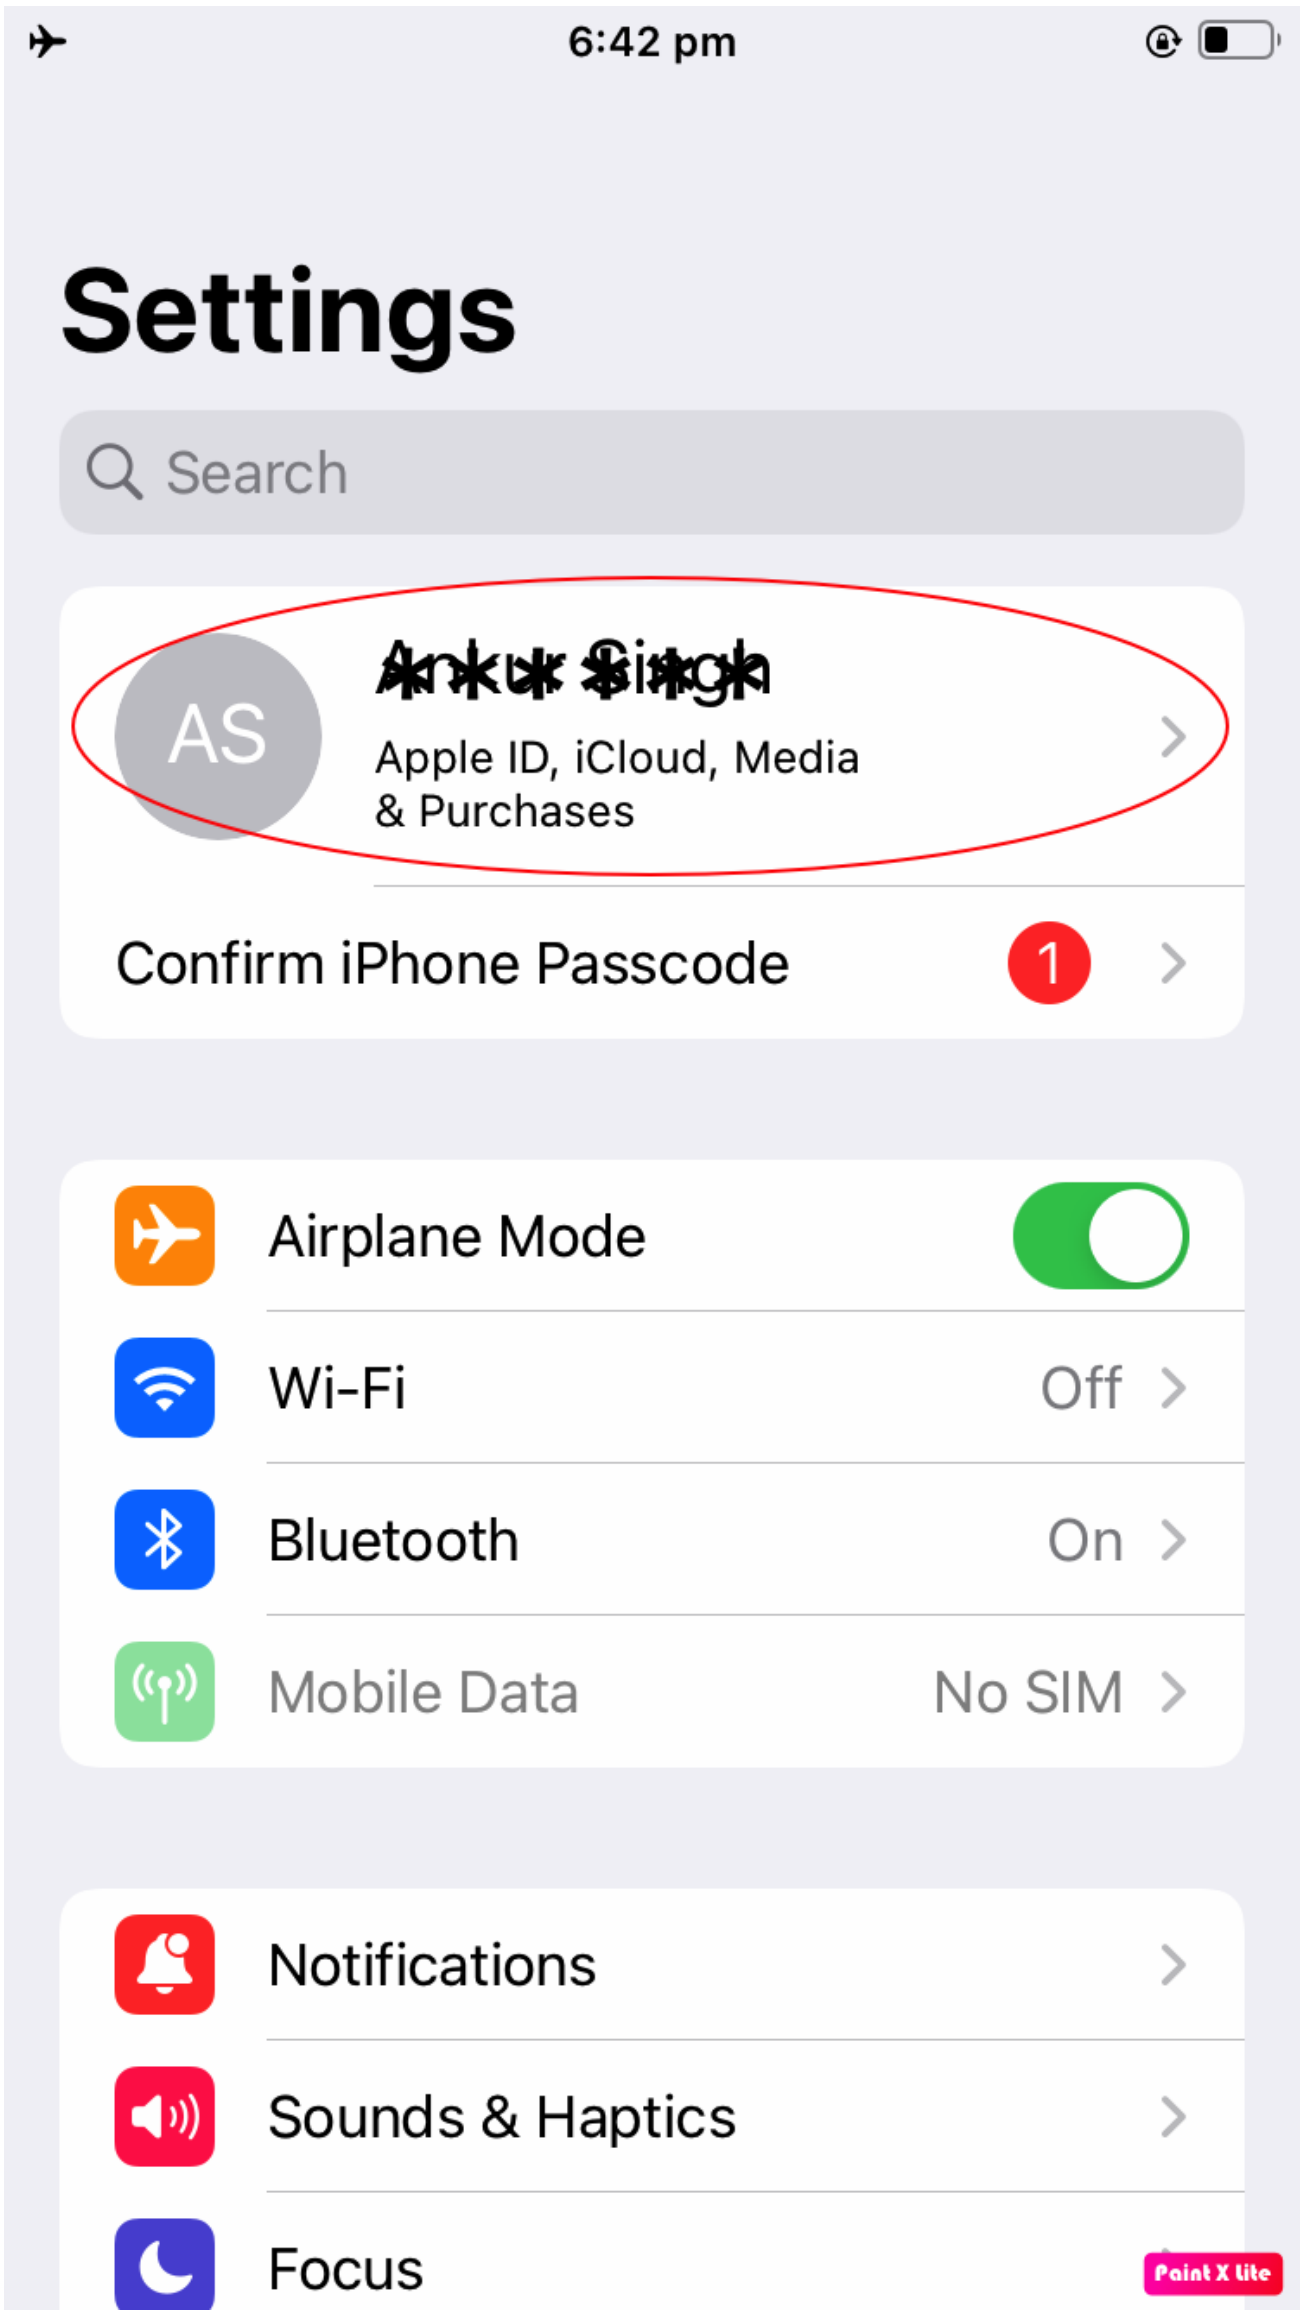 6:42 pm
Settings
Search
AS
Apple ID, iCloud, Media
& Purchases
Confirm iPhone Passcode 1
Airplane Mode
Wi-Fi Off
Bluetooth On
Mobile Data No SIM
Notifications
Sounds & Haptics
Focus
Paint X Lite